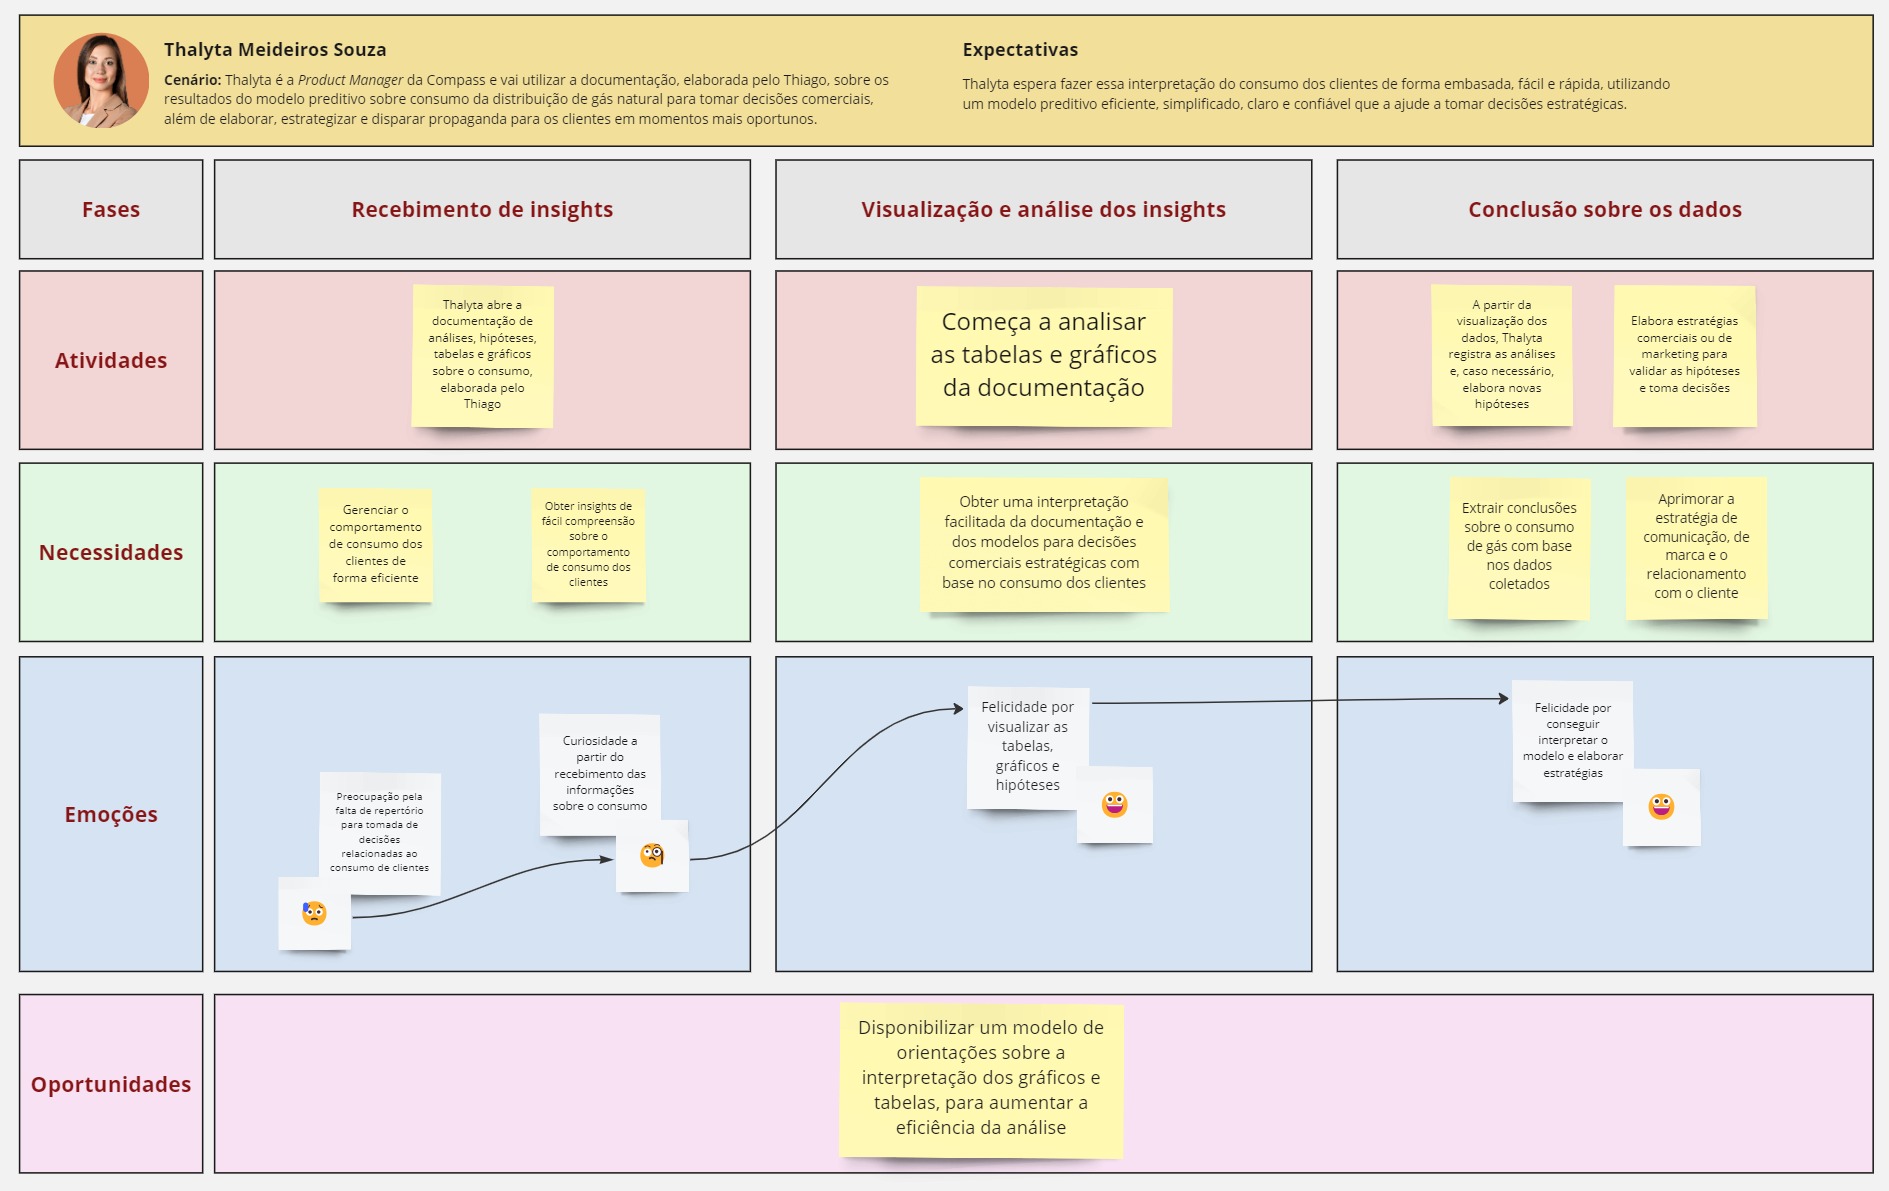 Thalyta Meideiros Souza
Cenário: Thalyta é a Product Manager da Compass e vai utilizar a documentação, elaborada pelo Thiago, sobre os
resultados do modelo preditivo sobre consumo da distribuição de gás natural para tomar decisões comerciais,
além de elaborar, estrategizar e disparar propaganda para os clientes em momentos mais oportunos.
Expectativas
Thalyta espera fazer essa interpretação do consumo dos clientes de forma embasada, fácil e rápida, utilizando
um modelo preditivo eficiente, simplificado, claro e confiável que a ajude a tomar decisões estratégicas.
Fases
Recebimento de insights
Visualização e análise dos insights
Conclusão sobre os dados
Atividades
Thalyta abre a
documentação de
análises, hipóteses,
tabelas e gráficos
sobre o consumo,
elaborada pelo
Thiago
Começa a analisar
as tabelas e gráficos
da documentação
A partir da
visualização dos
dados, Thalyta
registra as análises
e, caso necessário,
elabora novas
hipóteses
Elabora estratégias
comerciais ou de
marketing para
validar as hipóteses
e toma decisões
Necessidades
Gerenciar o
comportamento
de consumo dos
clientes de
forma eficiente
Obter insights de
fácil compreensão
sobre o
comportamento
de consumo dos
clientes
Obter uma interpretação
facilitada da documentação e
dos modelos para decisões
comerciais estratégicas com
base no consumo dos clientes
Extrair conclusões
sobre o consumo
de gás com base
nos dados
coletados
Aprimorar a
estratégia de
comunicação, de
marca e o
relacionamento
com o cliente
Emoções
Preocupação pela
falta de repertório
para tomada de
decisões
relacionadas ao
consumo de clientes
Curiosidade a
partir do
recebimento das
informações
sobre o consumo
Felicidade por
visualizar as
tabelas,
gráficos e
hipóteses
Felicidade por
conseguir
interpretar o
modelo e elaborar
estratégias
Oportunidades
Disponibilizar um modelo de
orientações sobre a
interpretação dos gráficos e
tabelas, para aumentar a
eficiência da análise